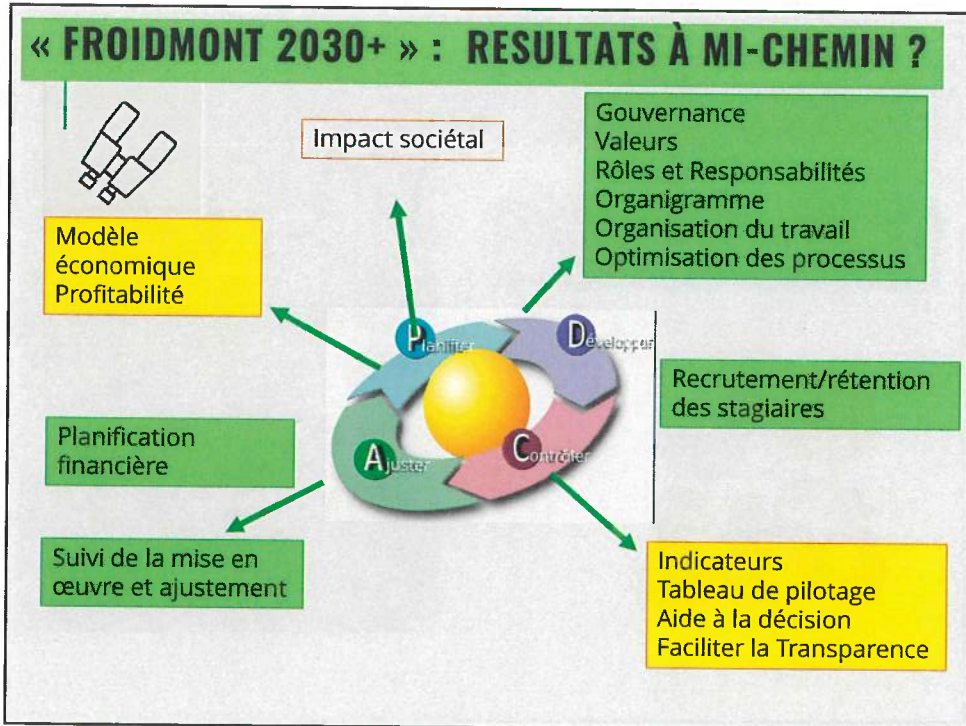 « FROIDMONT 2030+ » : RESULTATS À MI-CHEMIN ?
Impact sociétal
Gouvernance
Valeurs
Rôles et Responsabilités
Organigramme
Organisation du travail
Optimisation des processus
Modèle
économique
Profitabilité
Planifier
Développer
Recrutement/rétention
des stagiaires
Planification
financière
Ajuster
Contrôler
Suivi de la mise en
œuvre et ajustement
Indicateurs
Tableau de pilotage
Aide à la décision
Faciliter la Transparence